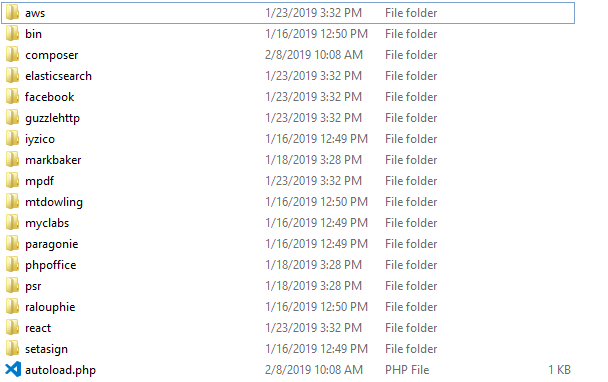 aws 1/23/2019 3:32 PM File folder
bin 1/16/2019 12:50 PM File folder
composer 2/8/2019 10:08 AM File folder
elasticsearch 1/23/2019 3:32 PM File folder
facebook 1/23/2019 3:32 PM File folder
guzzlehttp 1/23/2019 3:32 PM File folder
iyzico 1/16/2019 12:49 PM File folder
markbaker 1/18/2019 3:28 PM File folder
mpdf 1/23/2019 3:32 PM File folder
mtdowling 1/16/2019 12:50 PM File folder
myclabs 1/16/2019 12:49 PM File folder
paragonie 1/16/2019 12:49 PM File folder
phpoffice 1/18/2019 3:28 PM File folder
psr 1/18/2019 3:28 PM File folder
ralouphie 1/16/2019 12:50 PM File folder
react 1/23/2019 3:32 PM File folder
setasign 1/16/2019 12:49 PM File folder
autoload.php 2/8/2019 10:08 AM PHP File 1 KB